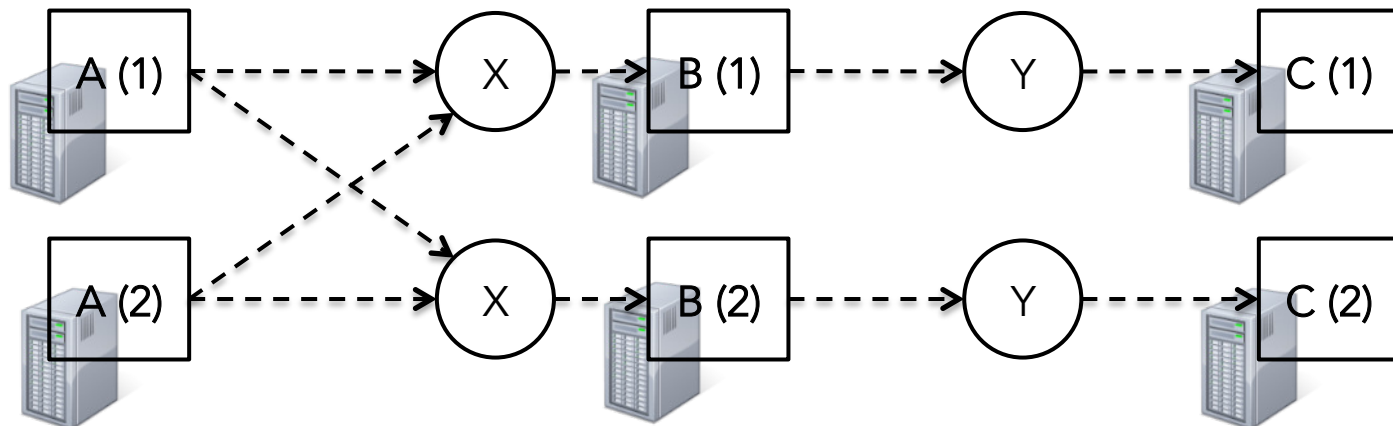 A (1)
X
B (1)
Y
C (1)
A (2)
X
B (2)
Y
C (2)